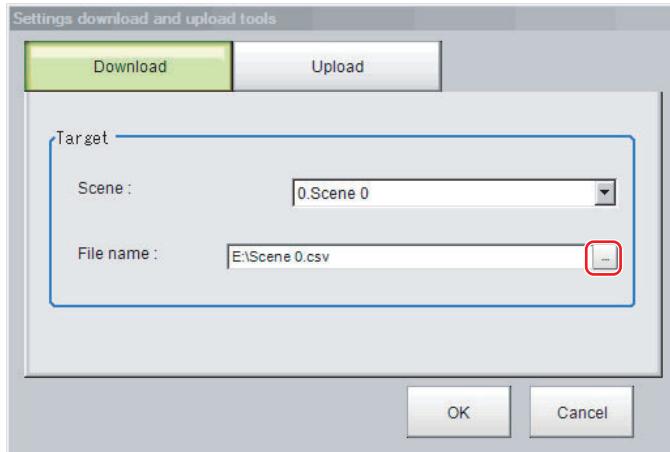 Settings download and upload tools
Download Upload
Target
Scene : 0.Scene 0
File name : E:\Scene 0.csv ...
OK Cancel